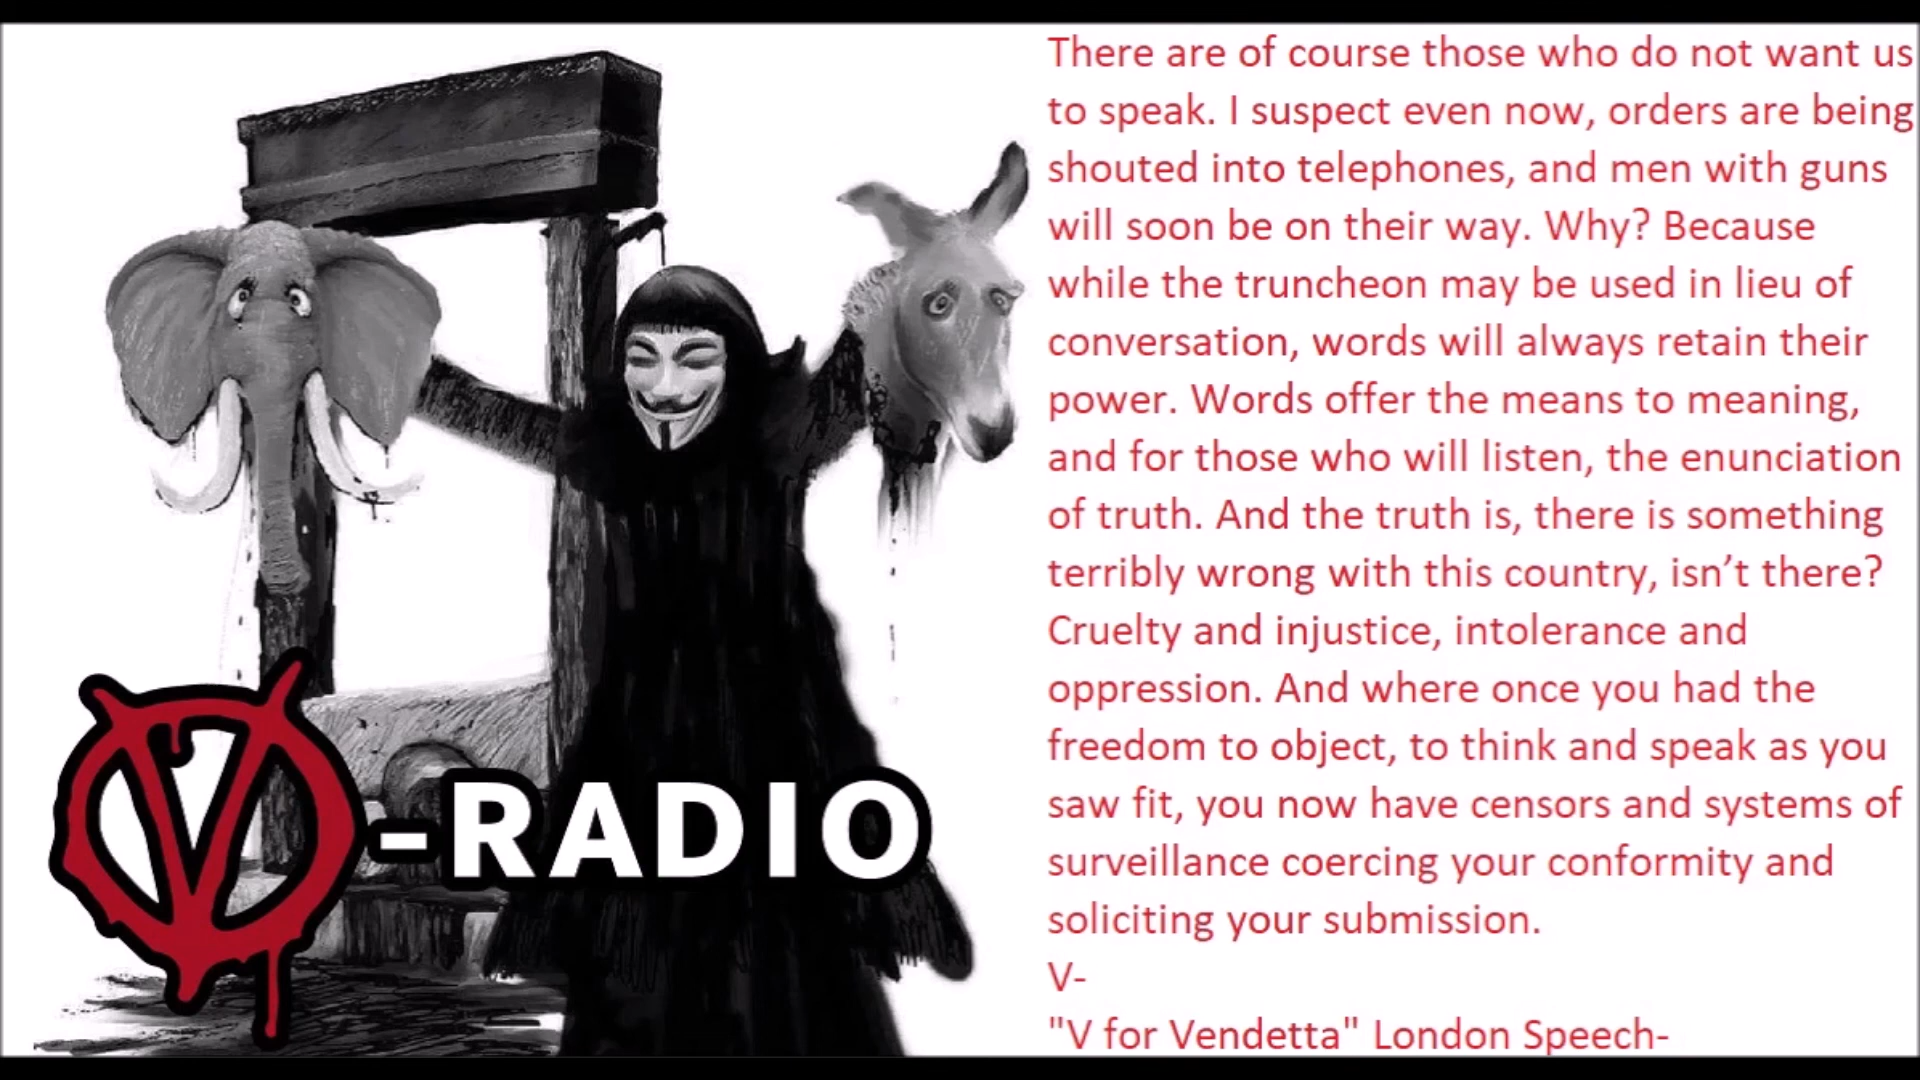 There are of course those who do not want us
to speak. I suspect even now, orders are being
shouted into telephones, and men with guns
will soon be on their way. Why? Because
while the truncheon may be used in lieu of
conversation, words will always retain their
power. Words offer the means to meaning,
and for those who will listen, the enunciation
of truth. And the truth is, there is something
terribly wrong with this country, isn’t there?
Cruelty and injustice, intolerance and
oppression. And where once you had the
freedom to object, to think and speak as you
saw fit, you now have censors and systems of
surveillance coercing your conformity and
soliciting your submission.
V-
"V for Vendetta" London Speech-
V-RADIO